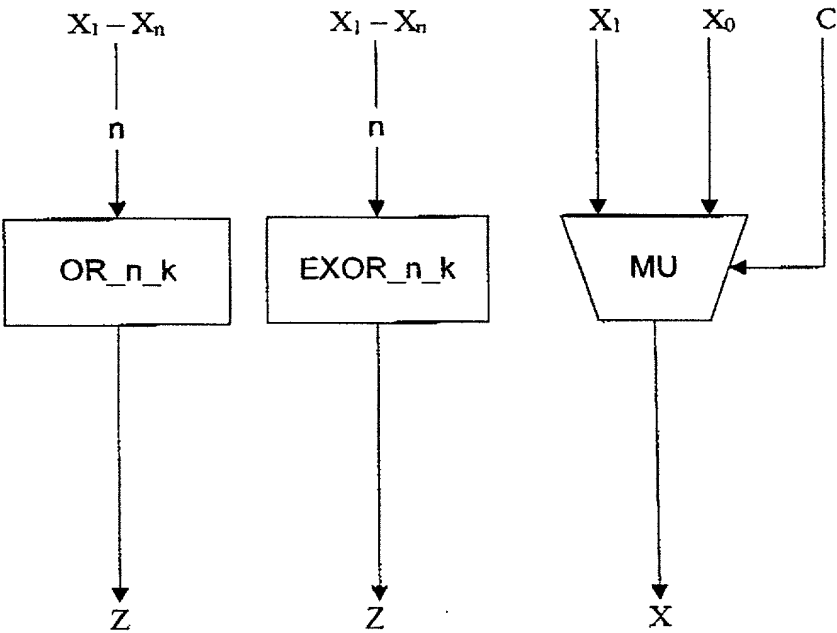 X₁ – Xₙ X₁ – Xₙ X₁ X₀ C
n n
OR_n_k EXOR_n_k MU
Z Z X